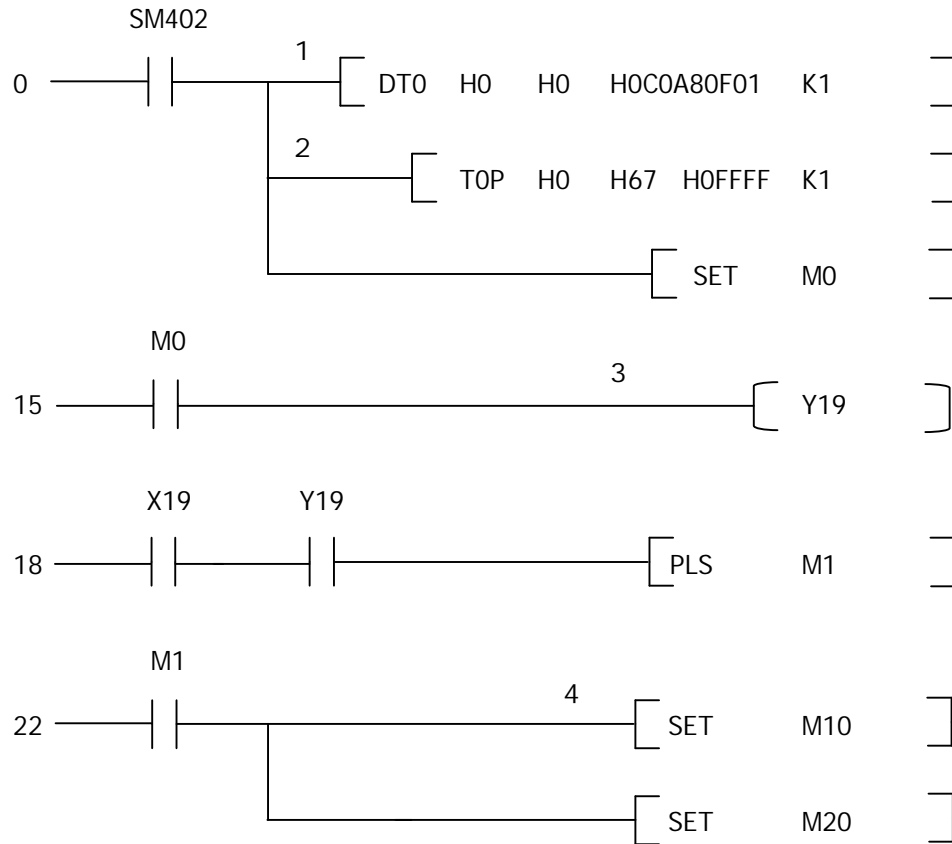 SM402
1
0 DT0 H0 H0 H0C0A80F01 K1
2
T0P H0 H67 H0FFFF K1
SET M0
M0
3
15 Y19
X19 Y19
18 PLS M1
M1
4
22 SET M10
SET M20